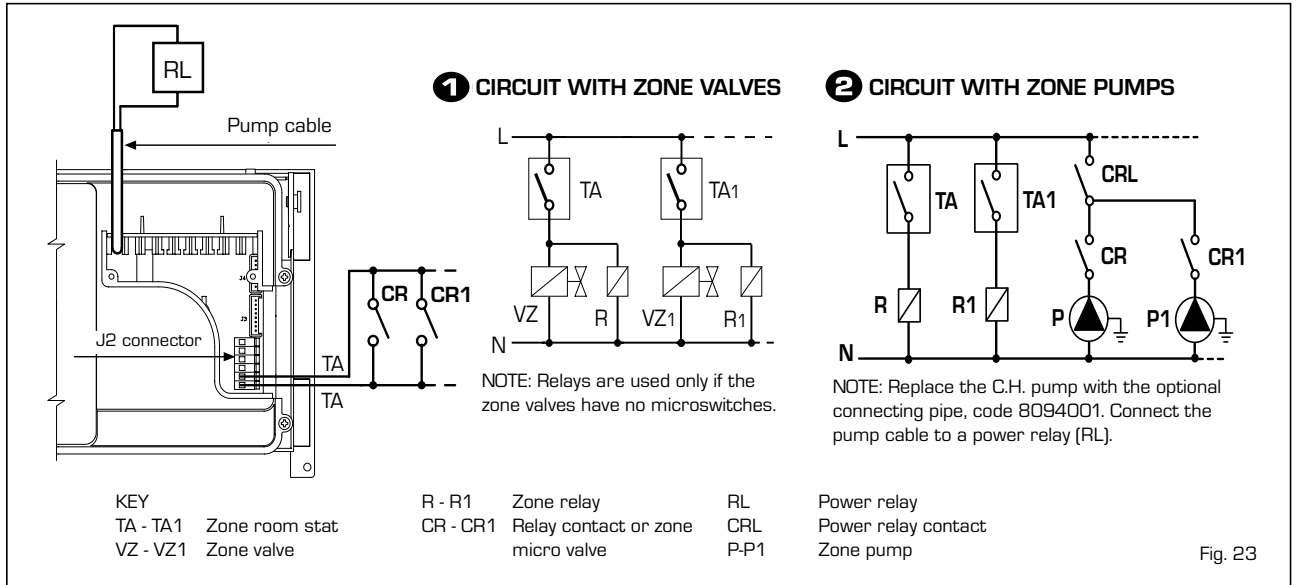 RL
Pump cable
J4
J3
J2 connector
CR CR1
TA
TA
1 CIRCUIT WITH ZONE VALVES
L
TA TA1
VZ R VZ1 R1
N
NOTE: Relays are used only if the
zone valves have no microswitches.
2 CIRCUIT WITH ZONE PUMPS
L
CRL
TA TA1
CR CR1
R R1 P P1
N
NOTE: Replace the C.H. pump with the optional
connecting pipe, code 8094001. Connect the
pump cable to a power relay (RL).
KEY
TA - TA1 Zone room stat
VZ - VZ1 Zone valve
R - R1 Zone relay
CR - CR1 Relay contact or zone
micro valve
RL Power relay
CRL Power relay contact
P-P1 Zone pump
Fig. 23